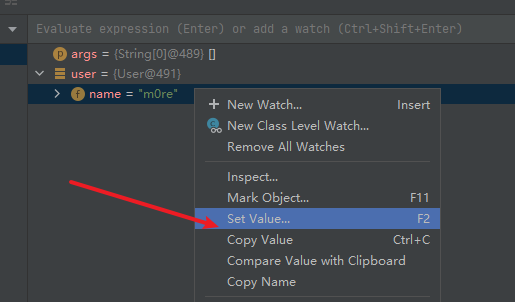 Evaluate expression (Enter) or add a watch (Ctrl+Shift+Enter)
p args = {String[0]@489} []
user = {User@491}
f name = "m0re"
New Watch... Insert
New Class Level Watch...
Remove All Watches
Inspect...
Mark Object... F11
Set Value... F2
Copy Value Ctrl+C
Compare Value with Clipboard
Copy Name